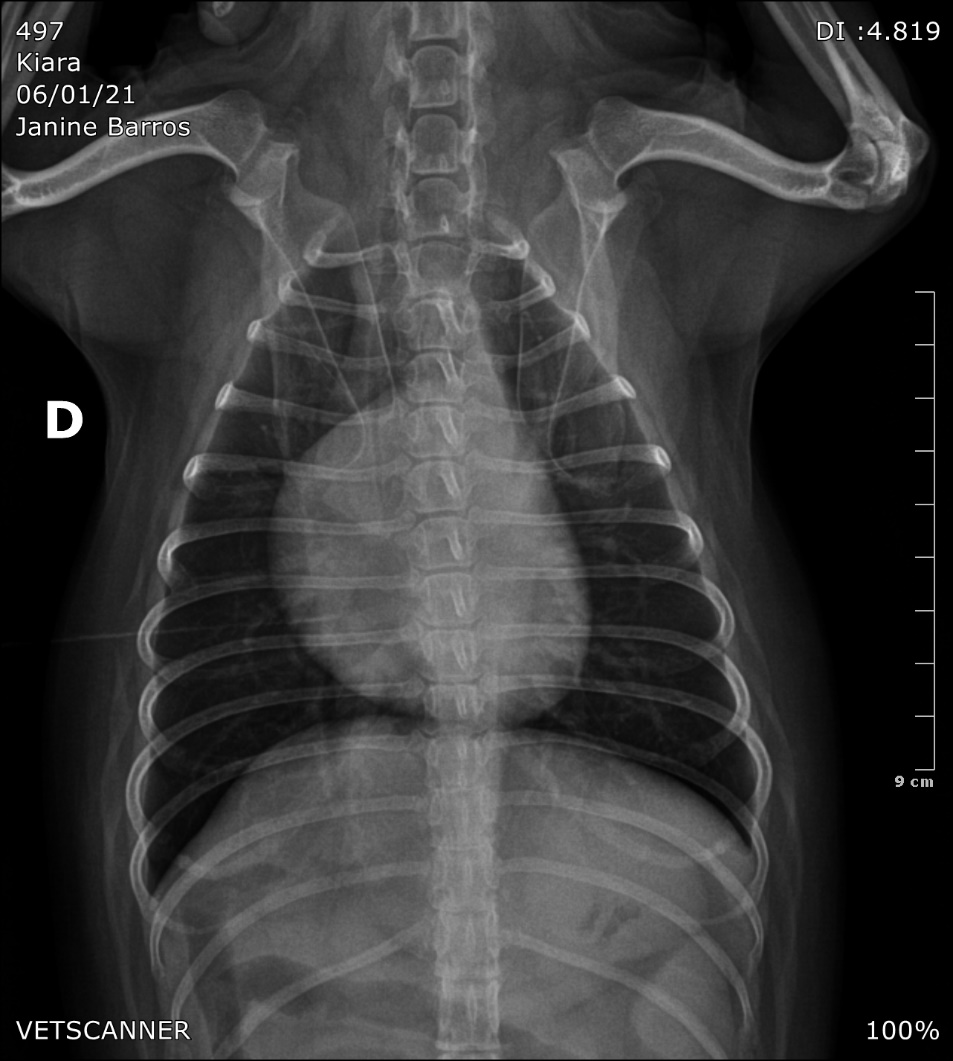 497
Kiara
06/01/21
Janine Barros
DI :4.819
D
9 cm
VETSCANNER
100%